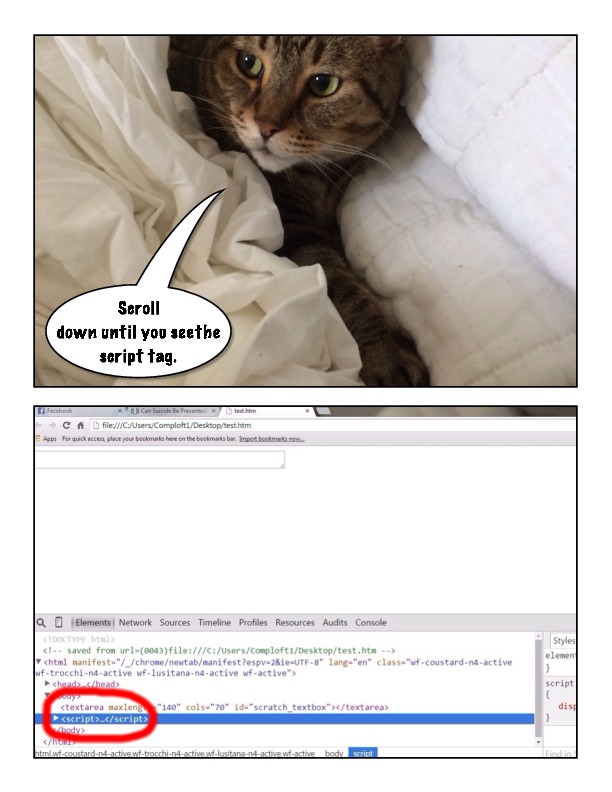 Scroll
down until you seethe
script tag.
Facebook × Can Suicide Be Prevented × test.htm ×
file:///C:/Users/Comploft1/Desktop/test.htm
Apps For quick access, place your bookmarks here on the bookmarks bar. Import bookmarks now...
Elements Network Sources Timeline Profiles Resources Audits Console
<!DOCTYPE html>
<!-- saved from url=(0043)file:///C:/Users/Comploft1/Desktop/test.htm -->
▼<html manifest="/_/chrome/newtab/manifest?espv=2&ie=UTF-8" lang="en" class="wf-coustard-n4-active
wf-trocchi-n4-active wf-lusitana-n4-active wf-active">
▶<head>…</head>
body>
<textarea maxleng "140" cols="70" id="scratch_textbox"></textarea>
▶<script>…</script>
</body>
</html>
html.wf-coustard-n4-active.wf-trocchi-n4-active.wf-lusitana-n4-active.wf-active body script
Styles
elemen
}
script
{
disp
}
Find in S